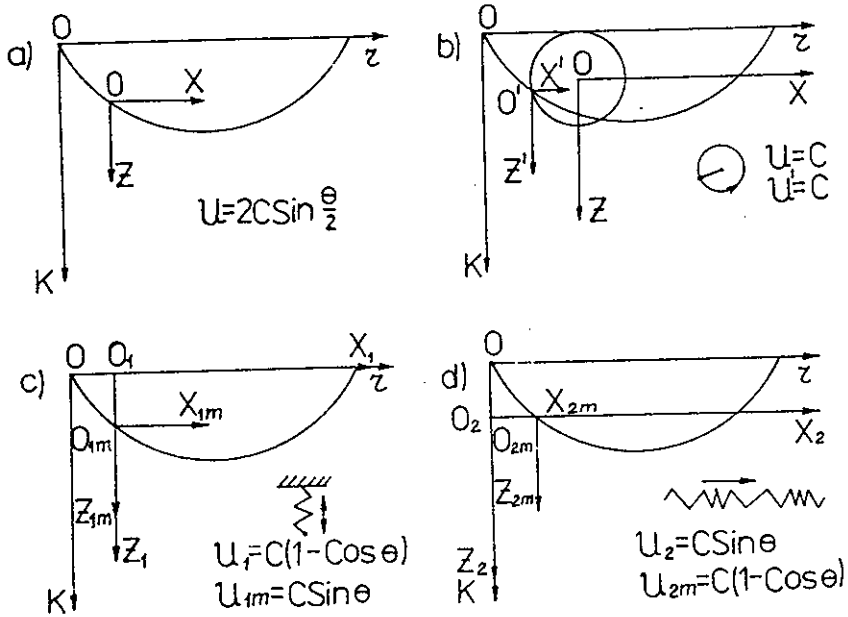 a)
O
τ
O
X
Z
K
U=2CSin θ/2
b)
O
τ
O
X'
O'
X
Z'
Z
K
U=C
U'=C
c)
O
O₁
X₁
τ
X₁ₘ
O₁ₘ
Z₁ₘ
Z₁
K
U₁=C(1-Cosθ)
U₁ₘ=CSinθ
d)
O
τ
O₂
X₂ₘ
O₂ₘ
X₂
Z₂ₘ
Z₂
K
U₂=CSinθ
U₂ₘ=C(1-Cosθ)